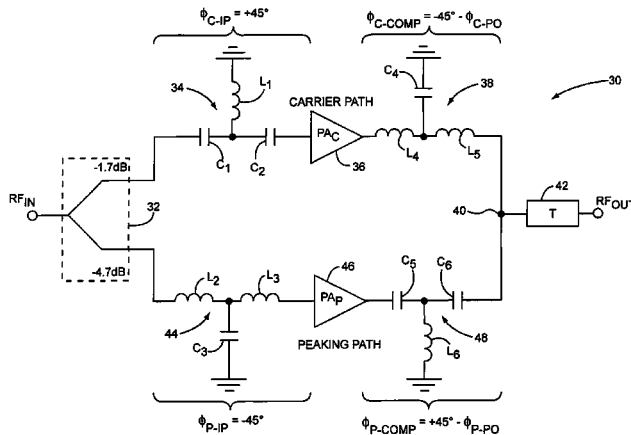 ϕC-IP = +45°
ϕC-COMP = -45° - ϕC-PO
C4
38
30
34
L1
CARRIER PATH
C1
C2
PAC
36
L4
L5
-1.7dB
RFIN
32
-4.7dB
40
42
T
RFOUT
L2
L3
46
PAP
C5
C6
44
C3
48
PEAKING PATH
L6
ϕP-IP = -45°
ϕP-COMP = +45° - ϕP-PO